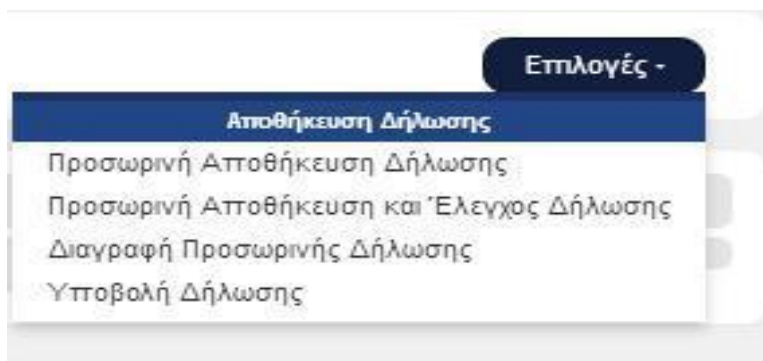 Επιλογές -
Αποθήκευση Δήλωσης
Προσωρινή Αποθήκευση Δήλωσης
Προσωρινή Αποθήκευση και Έλεγχος Δήλωσης
Διαγραφή Προσωρινής Δήλωσης
Υποβολή Δήλωσης